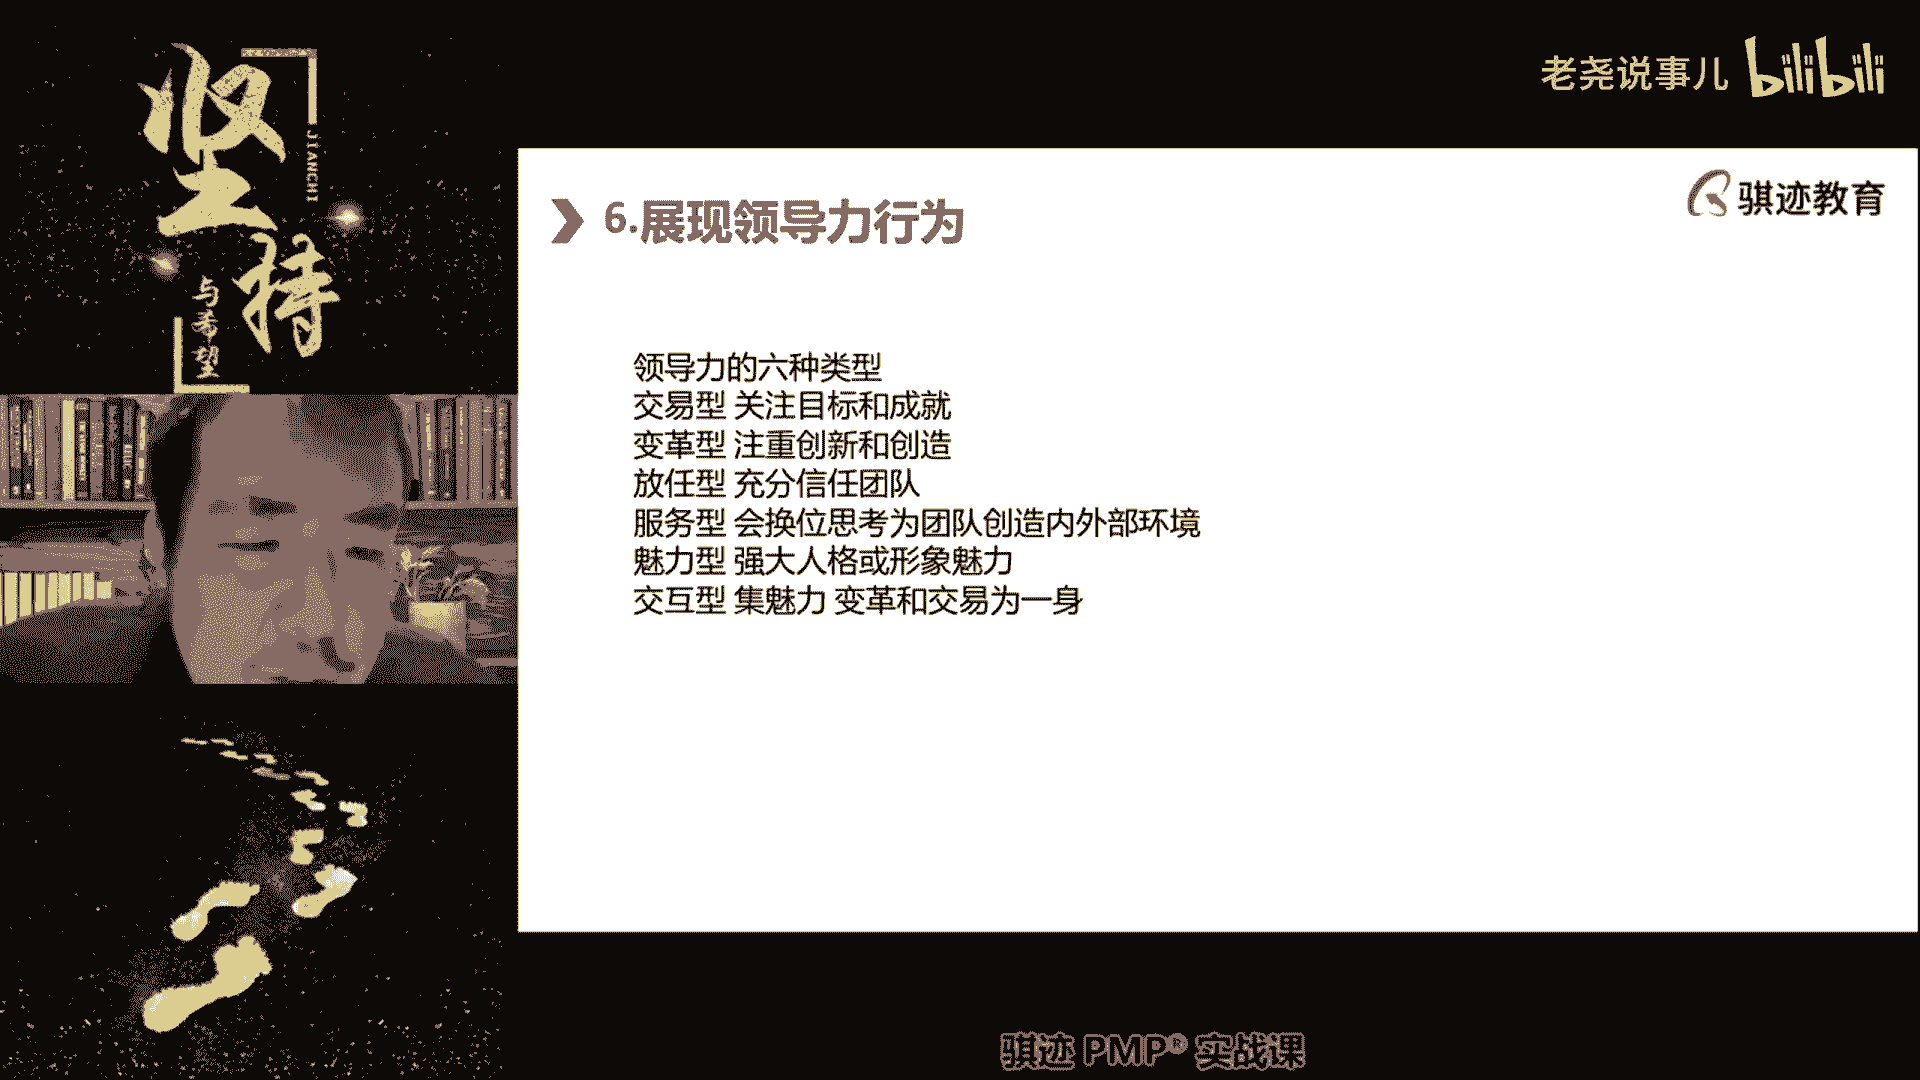 坚持
JIANCHI
与希望
老尧说事儿 bilibili
骐迹教育
6.展现领导力行为
领导力的六种类型
交易型 关注目标和成就
变革型 注重创新和创造
放任型 充分信任团队
服务型 会换位思考为团队创造内外部环境
魅力型 强大人格或形象魅力
交互型 集魅力 变革和交易为一身
骐迹 PMP® 实战课